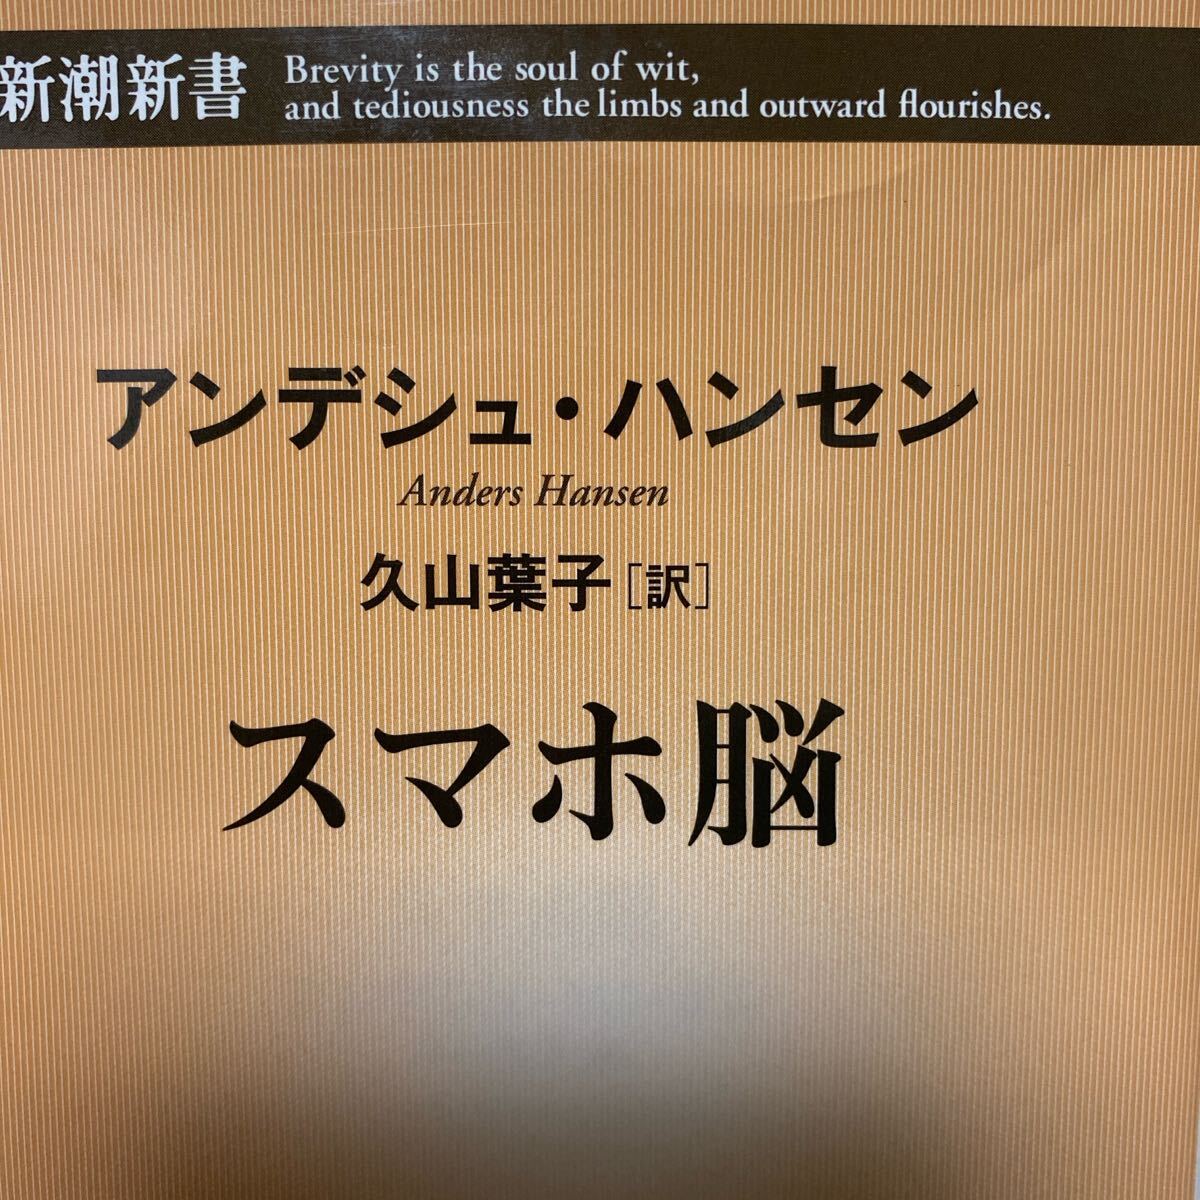 新潮新書
Brevity is the soul of wit,
and tediousness the limbs and outward flourishes.
アンデシュ・ハンセン
Anders Hansen
久山葉子[訳]
スマホ脳